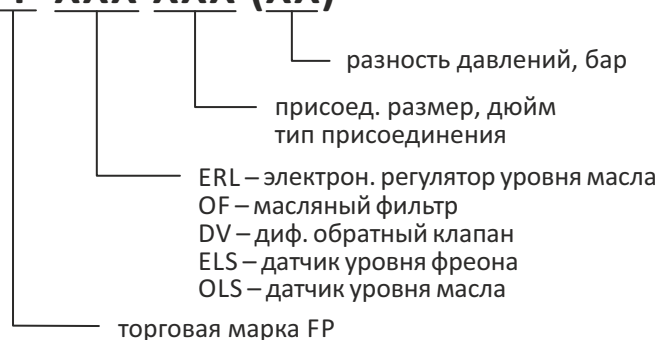 разность давлений, бар
присоед. размер, дюйм
тип присоединения
ERL – электрон. регулятор уровня масла
OF – масляный фильтр
DV – диф. обратный клапан
ELS – датчик уровня фреона
OLS – датчик уровня масла
торговая марка FP